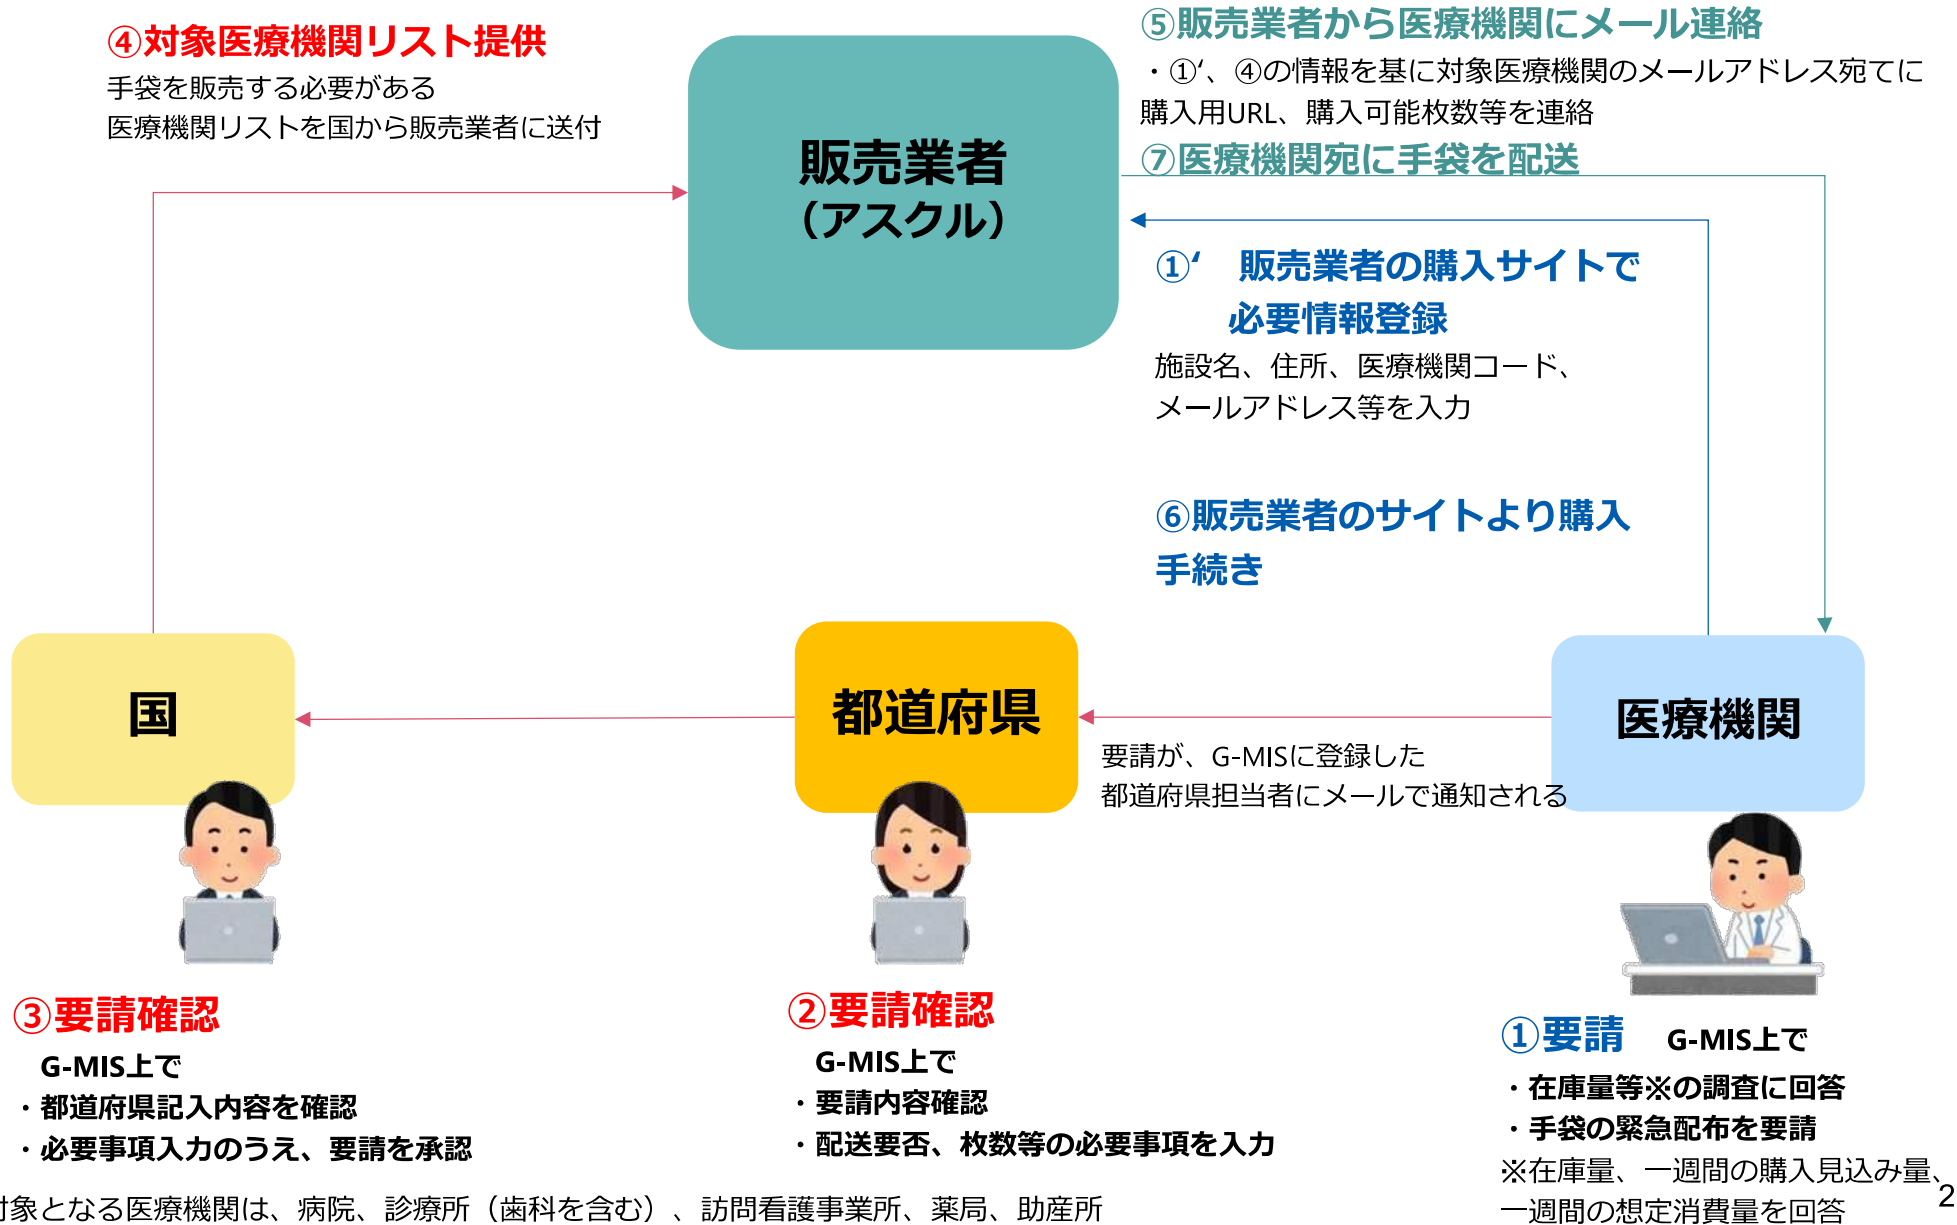 ④対象医療機関リスト提供
手袋を販売する必要がある
医療機関リストを国から販売業者に送付
販売業者
（アスクル）
⑤販売業者から医療機関にメール連絡
・①‘、④の情報を基に対象医療機関のメールアドレス宛てに
購入用URL、購入可能枚数等を連絡
⑦医療機関宛に手袋を配送
①‘　販売業者の購入サイトで
必要情報登録
施設名、住所、医療機関コード、
メールアドレス等を入力
⑥販売業者のサイトより購入
手続き
国
都道府県
医療機関
要請が、G-MISに登録した
都道府県担当者にメールで通知される
③要請確認
G-MIS上で
・都道府県記入内容を確認
・必要事項入力のうえ、要請を承認
②要請確認
G-MIS上で
・要請内容確認
・配送要否、枚数等の必要事項を入力
①要請　G-MIS上で
・在庫量等※の調査に回答
・手袋の緊急配布を要請
※在庫量、一週間の購入見込み量、
一週間の想定消費量を回答
対象となる医療機関は、病院、診療所（歯科を含む）、訪問看護事業所、薬局、助産所
2